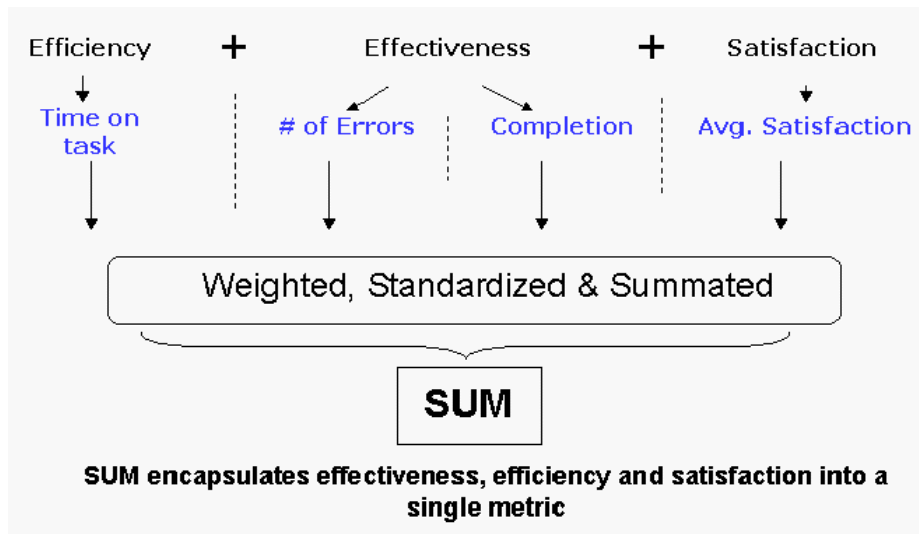 Efficiency + Effectiveness + Satisfaction
Time on
task
# of Errors
Completion
Avg. Satisfaction
Weighted, Standardized & Summated
SUM
SUM encapsulates effectiveness, efficiency and satisfaction into a
single metric